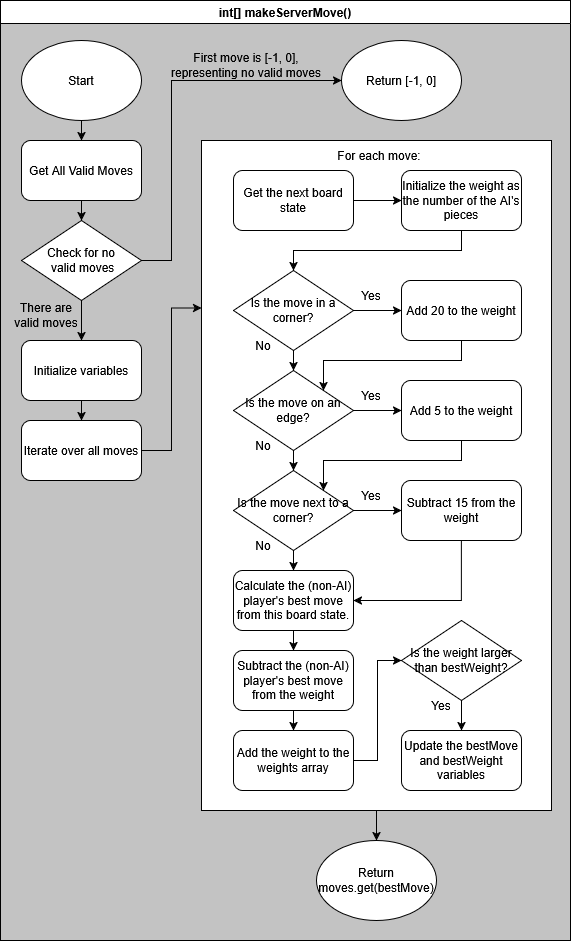 int[] makeServerMove()
Start
First move is [-1, 0],
representing no valid moves
Return [-1, 0]
Get All Valid Moves
Check for no
valid moves
There are
valid moves
Initialize variables
Iterate over all moves
For each move:
Get the next board
state
Initialize the weight as
the number of the AI's
pieces
Is the move in a
corner?
Yes
Add 20 to the weight
No
Is the move on an
edge?
Yes
Add 5 to the weight
No
Is the move next to a
corner?
Yes
Subtract 15 from the
weight
No
Calculate the (non-AI)
player's best move
from this board state.
Subtract the (non-AI)
player's best move
from the weight
Add the weight to the
weights array
Is the weight larger
than bestWeight?
Yes
Update the bestMove
and bestWeight
variables
Return
moves.get(bestMove)